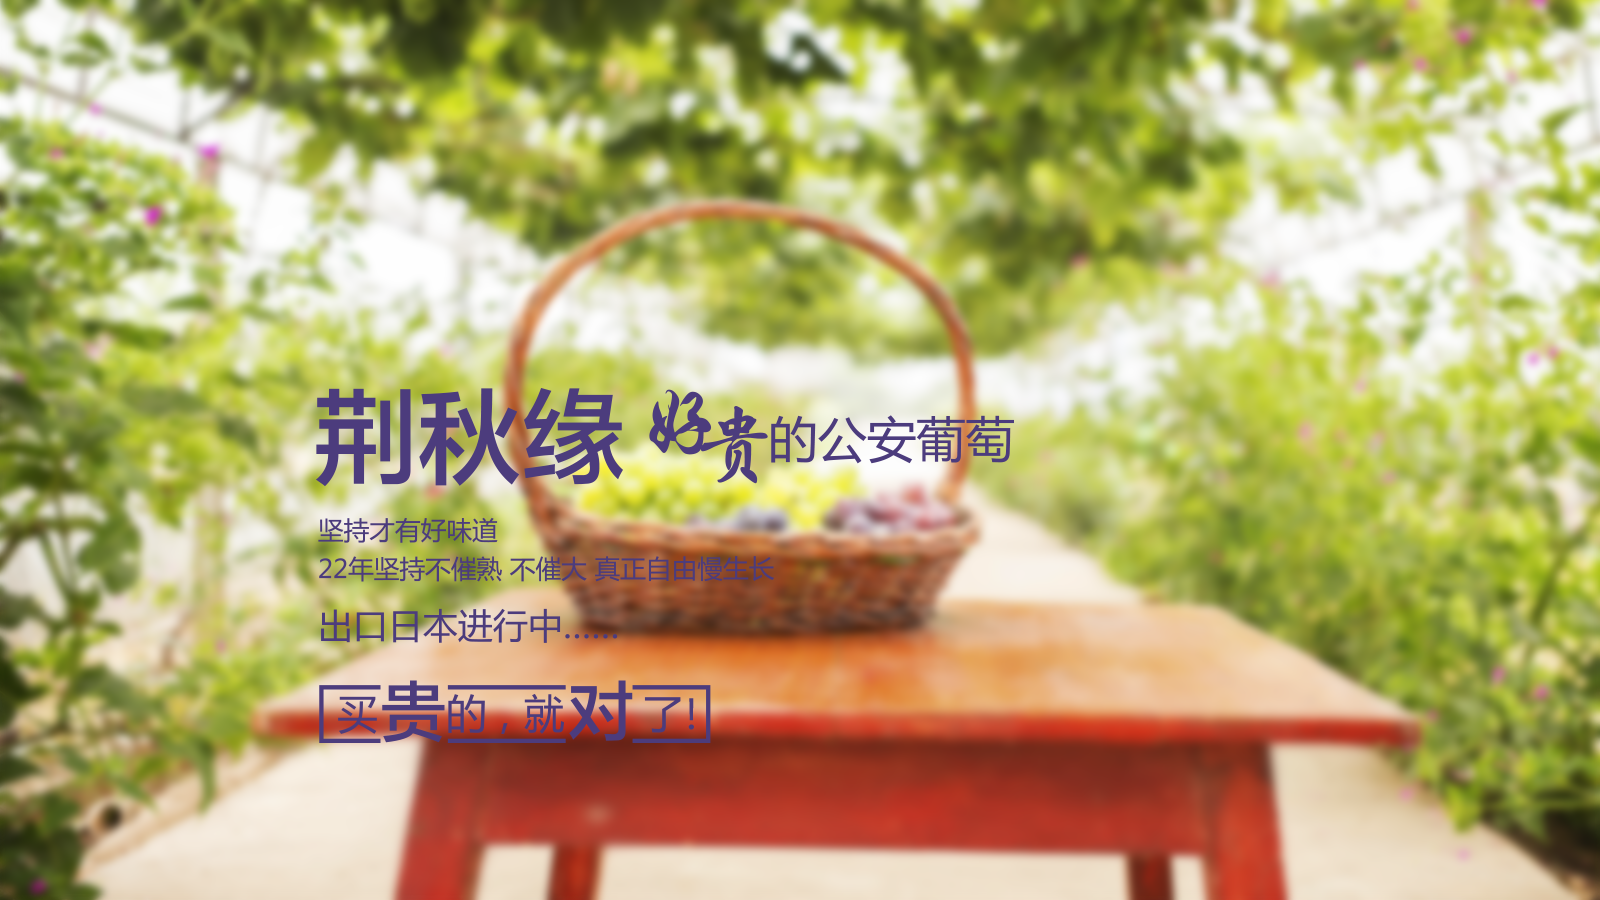 荆秋缘 好贵的公安葡萄
坚持才有好味道
22年坚持不催熟 不催大 真正自由慢生长
出口日本进行中......
买贵的，就对了!